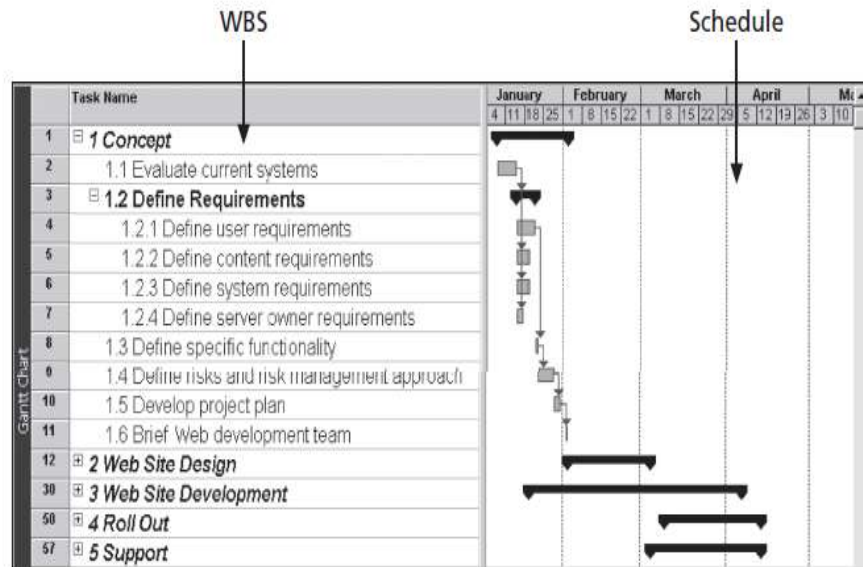 WBS Schedule
Task Name January February March April
4 11 18 25 1 8 15 22 1 8 15 22 29 5 12 19 26 3 10
1 1 Concept
2 1.1 Evaluate current systems
3 1.2 Define Requirements
4 1.2.1 Define user requirements
5 1.2.2 Define content requirements
6 1.2.3 Define system requirements
7 1.2.4 Define server owner requirements
8 1.3 Define specific functionality
9 1.4 Define risks and risk management approach
10 1.5 Develop project plan
11 1.6 Brief Web development team
12 2 Web Site Design
30 3 Web Site Development
50 4 Roll Out
57 5 Support
Gantt Chart